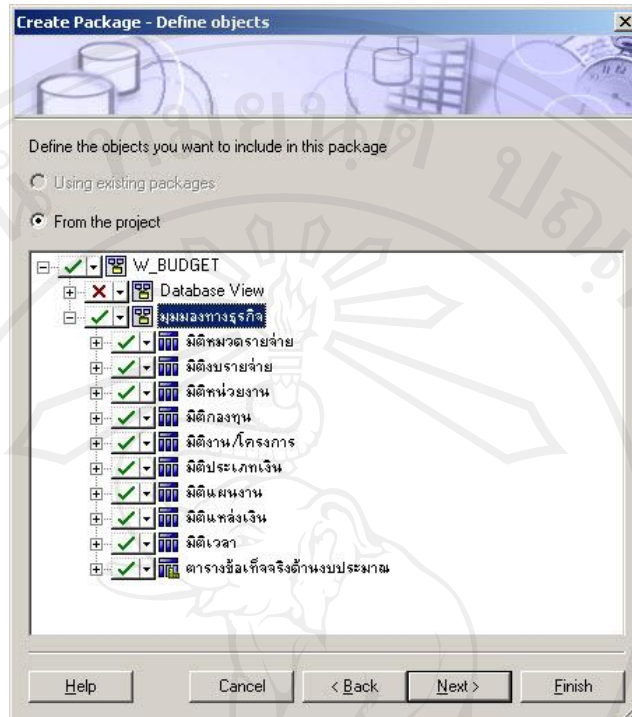 Create Package - Define objects
Define the objects you want to include in this package
Using existing packages
From the project
W_BUDGET
Database View
มุมมองทางธุรกิจ
มิติหมวดรายจ่าย
มิติงบรายจ่าย
มิติหน่วยงาน
มิติกองทุน
มิติงาน/โครงการ
มิติประเภทเงิน
มิติแผนงาน
มิติแหล่งเงิน
มิติเวลา
ตารางข้อเท็จจริงด้านงบประมาณ
Help Cancel < Back Next > Finish